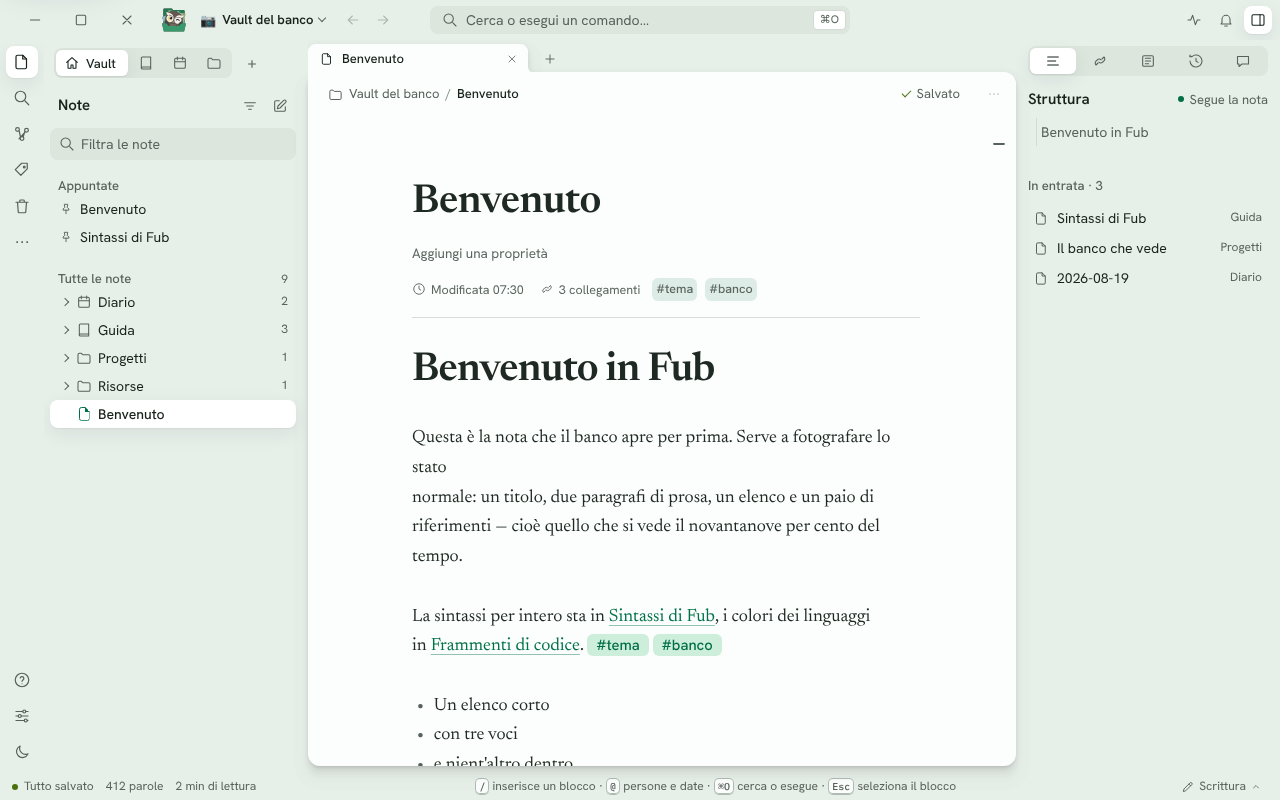 Vault del banco
Cerca o esegui un comando…
⌘O
Vault
Note
Filtra le note
Appuntate
Benvenuto
Sintassi di Fub
Tutte le note 9
Diario 2
Guida 3
Progetti 1
Risorse 1
Benvenuto
Benvenuto
Vault del banco / Benvenuto
Salvato
Benvenuto
Aggiungi una proprietà
Modificata 07:30 3 collegamenti #tema #banco
Benvenuto in Fub
Questa è la nota che il banco apre per prima. Serve a fotografare lo
stato
normale: un titolo, due paragrafi di prosa, un elenco e un paio di
riferimenti — cioè quello che si vede il novantanove per cento del
tempo.
La sintassi per intero sta in Sintassi di Fub, i colori dei linguaggi
in Frammenti di codice. #tema #banco
• Un elenco corto
• con tre voci
• e nient'altro dentro
Struttura
Segue la nota
Benvenuto in Fub
In entrata · 3
Sintassi di Fub Guida
Il banco che vede Progetti
2026-08-19 Diario
Tutto salvato 412 parole 2 min di lettura
/ inserisce un blocco · @ persone e date · ⌘O cerca o esegue · Esc seleziona il blocco
Scrittura